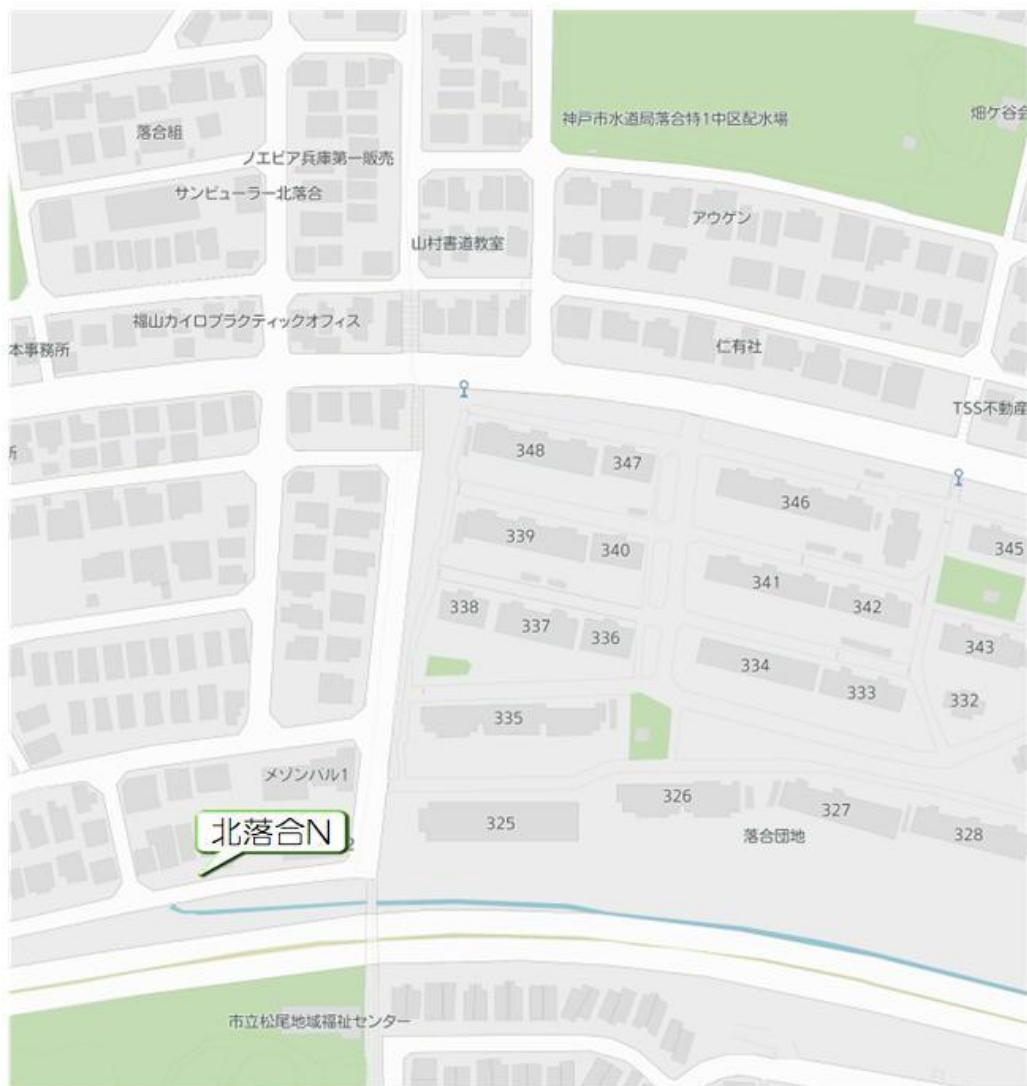 神戸市水道局落合特1中区配水場
畑ケ谷会
落合組
ノエビア兵庫第一販売
サンビューラー北落合
アウゲン
山村書道教室
福山カイロプラクティックオフィス
本事務所
仁有社
TSS不動産
所
348
347
346
339
340
345
341
342
338
337
336
343
334
333
332
335
メゾンバル1
326
327
325
328
北落合N
2
落合団地
市立松尾地域福祉センター